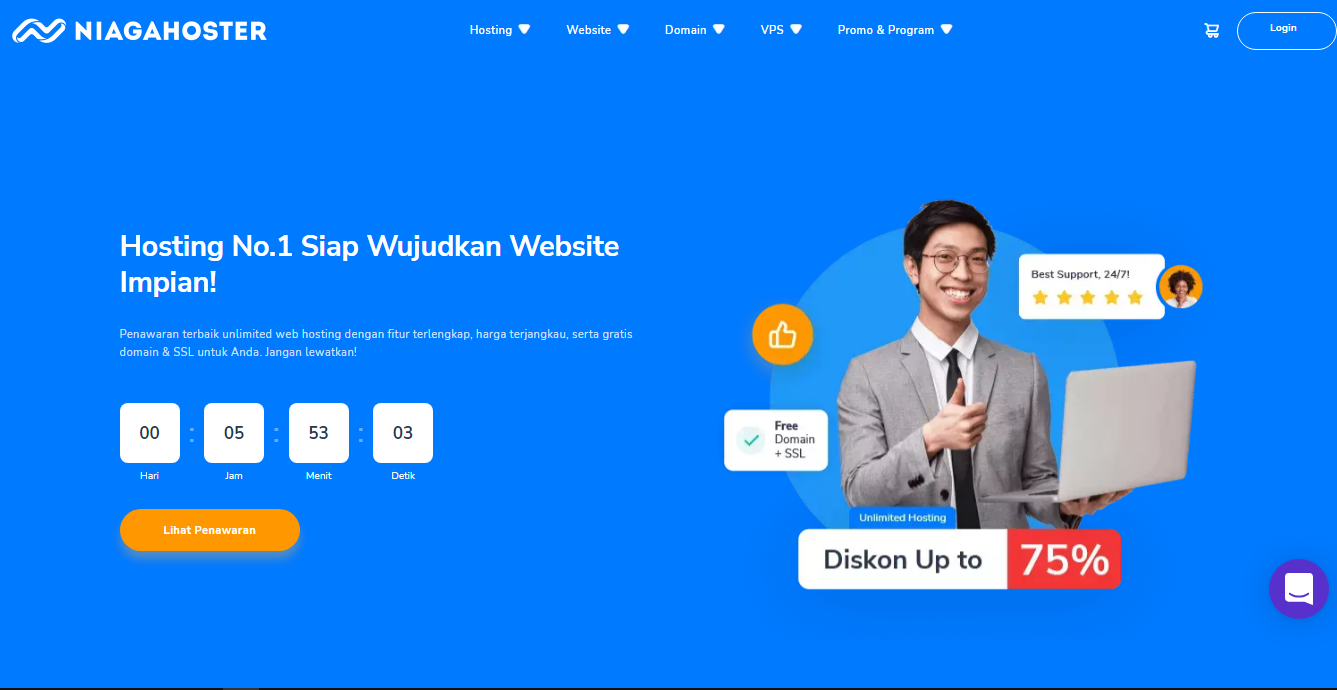 NIAGAHOSTER
Hosting
Website
Domain
VPS
Promo & Program
Login
Hosting No.1 Siap Wujudkan Website
Impian!
Penawaran terbaik unlimited web hosting dengan fitur terlengkap, harga terjangkau, serta gratis
domain & SSL untuk Anda. Jangan lewatkan!
00 : 05 : 53 : 03
Hari Jam Menit Detik
Lihat Penawaran
Best Support, 24/7!
Free
Domain
+ SSL
Unlimited Hosting
Diskon Up to 75%